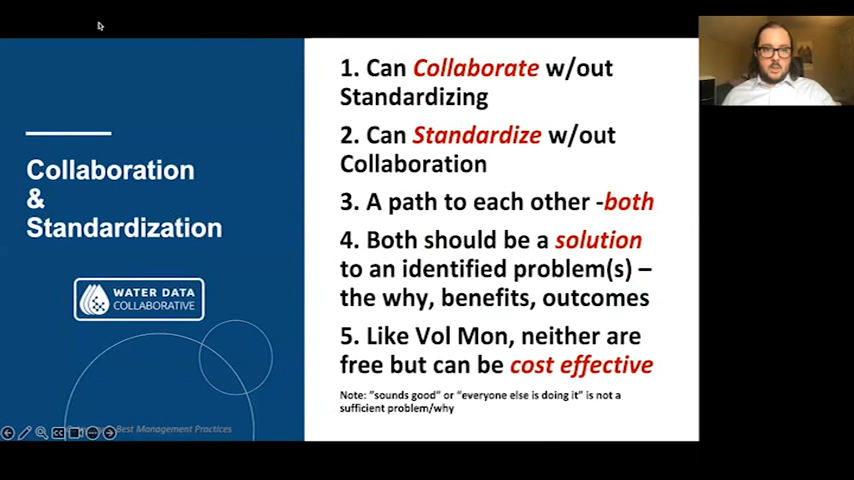 Collaboration
&
Standardization
WATER DATA
COLLABORATIVE
Best Management Practices
1. Can Collaborate w/out
Standardizing
2. Can Standardize w/out
Collaboration
3. A path to each other -both
4. Both should be a solution
to an identified problem(s) –
the why, benefits, outcomes
5. Like Vol Mon, neither are
free but can be cost effective
Note: "sounds good" or "everyone else is doing it" is not a
sufficient problem/why